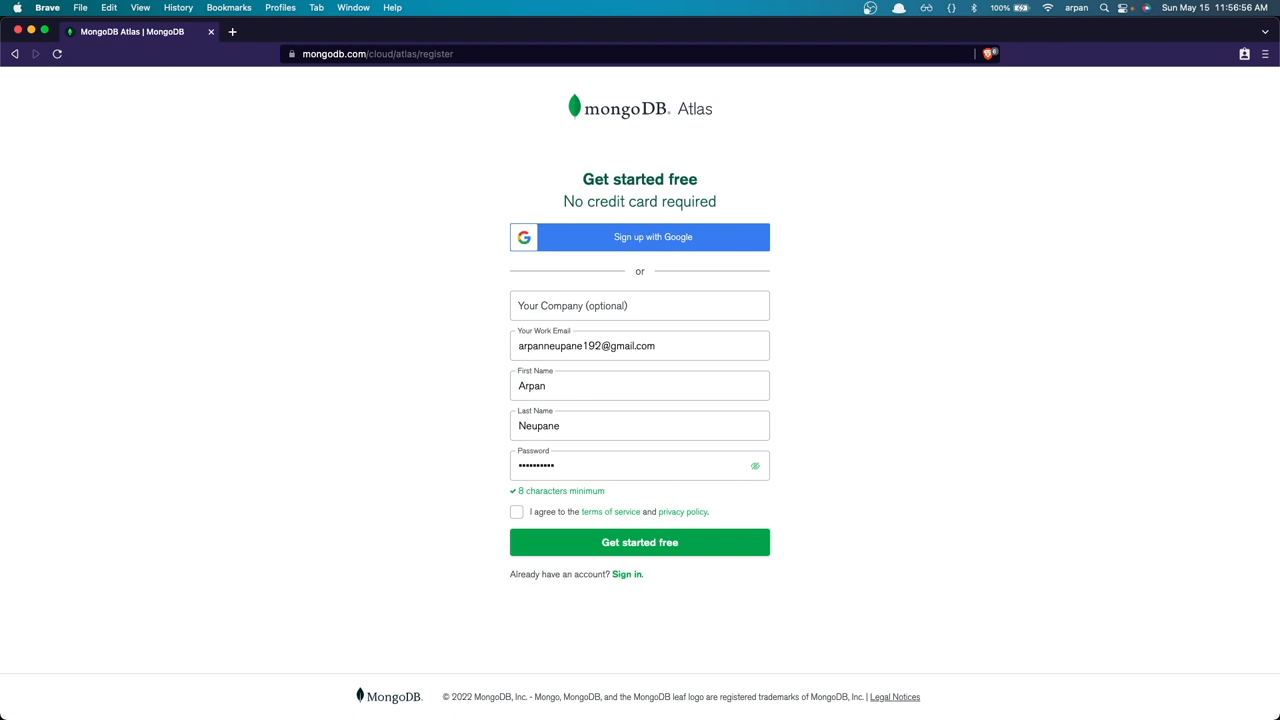 Brave File Edit View History Bookmarks Profiles Tab Window Help 100% arpan Sun May 15 11:56:56 AM
MongoDB Atlas | MongoDB
mongodb.com/cloud/atlas/register
mongoDB. Atlas
Get started free
No credit card required
Sign up with Google
or
Your Company (optional)
Your Work Email
arpanneupane192@gmail.com
First Name
Arpan
Last Name
Neupane
Password
••••••••••
8 characters minimum
I agree to the terms of service and privacy policy.
Get started free
Already have an account? Sign in.
MongoDB. © 2022 MongoDB, Inc. - Mongo, MongoDB, and the MongoDB leaf logo are registered trademarks of MongoDB, Inc. | Legal Notices